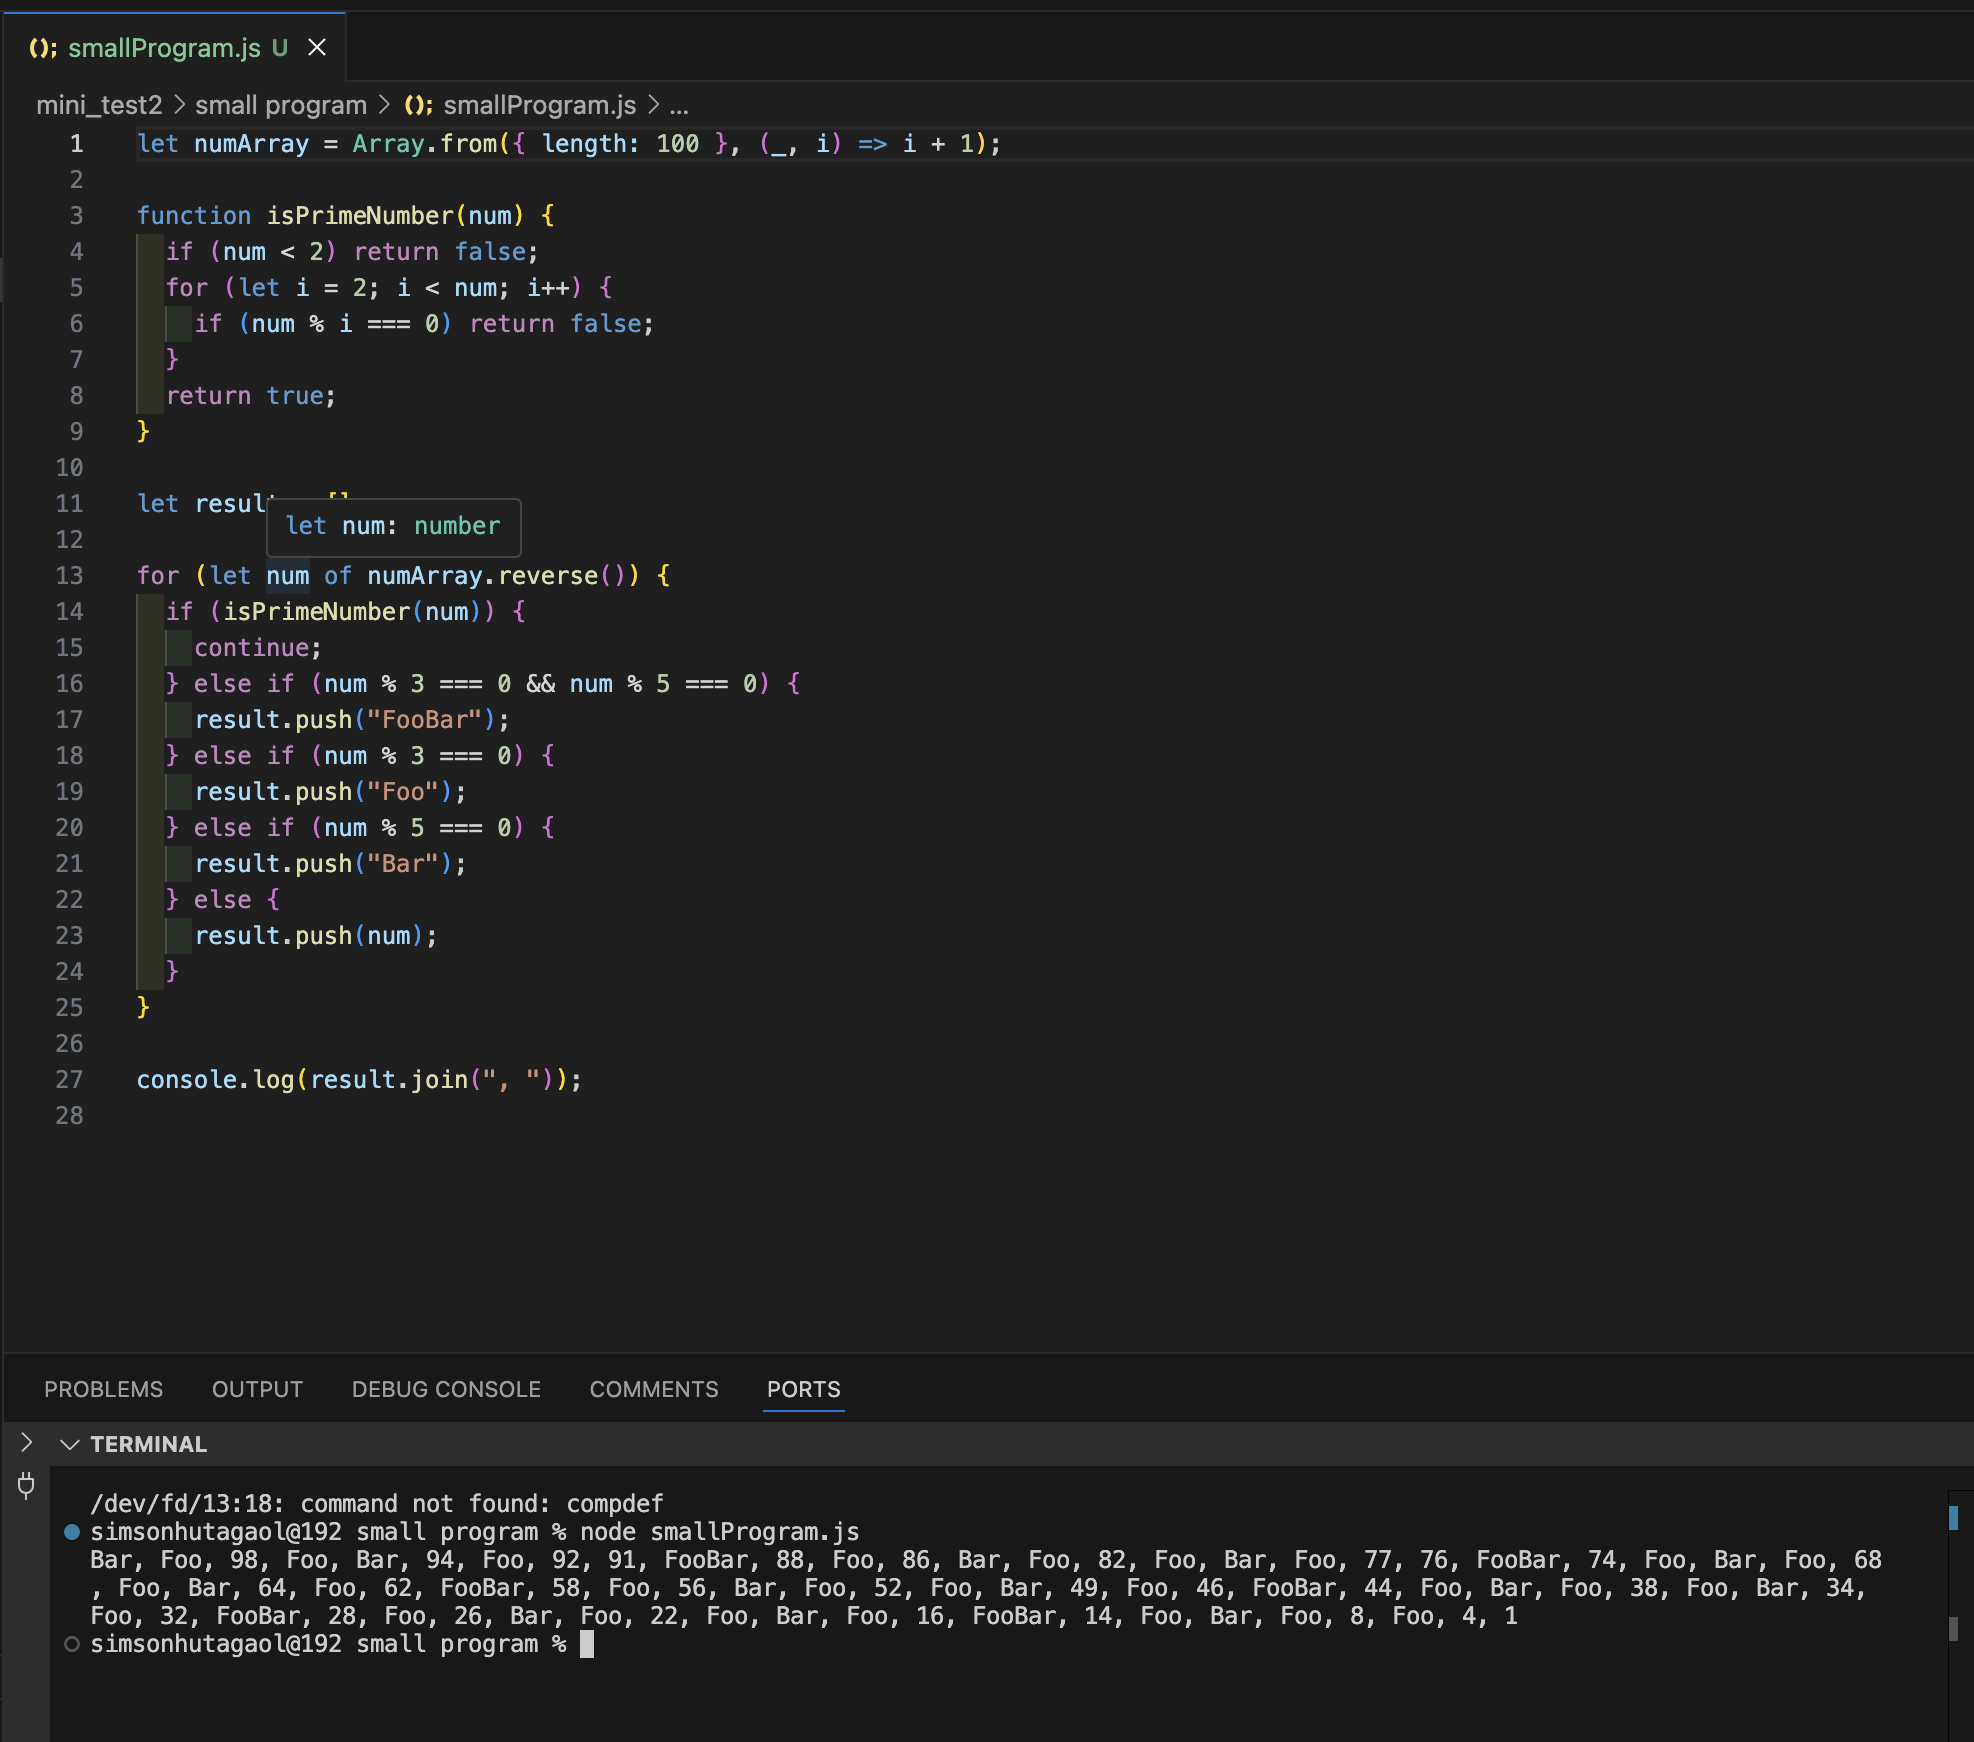 smallProgram.js U
mini_test2 > small program > smallProgram.js > ...
1 let numArray = Array.from({ length: 100 }, (_, i) => i + 1);
2
3 function isPrimeNumber(num) {
4 if (num < 2) return false;
5 for (let i = 2; i < num; i++) {
6 if (num % i === 0) return false;
7 }
8 return true;
9 }
10
11 let result []
let num: number
12
13 for (let num of numArray.reverse()) {
14 if (isPrimeNumber(num)) {
15 continue;
16 } else if (num % 3 === 0 && num % 5 === 0) {
17 result.push("FooBar");
18 } else if (num % 3 === 0) {
19 result.push("Foo");
20 } else if (num % 5 === 0) {
21 result.push("Bar");
22 } else {
23 result.push(num);
24 }
25 }
26
27 console.log(result.join(", "));
28
PROBLEMS OUTPUT DEBUG CONSOLE COMMENTS PORTS
TERMINAL
/dev/fd/13:18: command not found: compdef
simsonhutagaol@192 small program % node smallProgram.js
Bar, Foo, 98, Foo, Bar, 94, Foo, 92, 91, FooBar, 88, Foo, 86, Bar, Foo, 82, Foo, Bar, Foo, 77, 76, FooBar, 74, Foo, Bar, Foo, 68
, Foo, Bar, 64, Foo, 62, FooBar, 58, Foo, 56, Bar, Foo, 52, Foo, Bar, 49, Foo, 46, FooBar, 44, Foo, Bar, Foo, 38, Foo, Bar, 34,
Foo, 32, FooBar, 28, Foo, 26, Bar, Foo, 22, Foo, Bar, Foo, 16, FooBar, 14, Foo, Bar, Foo, 8, Foo, 4, 1
simsonhutagaol@192 small program %